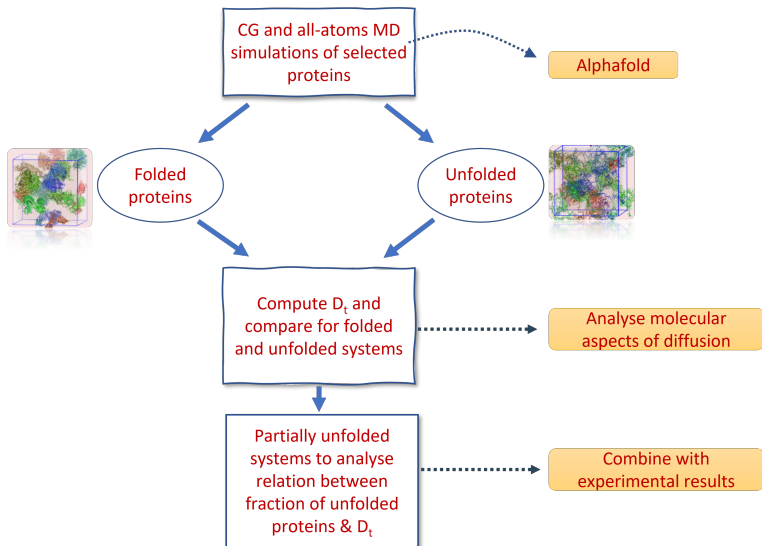 CG and all-atoms MD
simulations of selected
proteins
Alphafold
Folded
proteins
Unfolded
proteins
Compute Dₜ and
compare for folded
and unfolded systems
Analyse molecular
aspects of diffusion
Partially unfolded
systems to analyse
relation between
fraction of unfolded
proteins & Dₜ
Combine with
experimental results